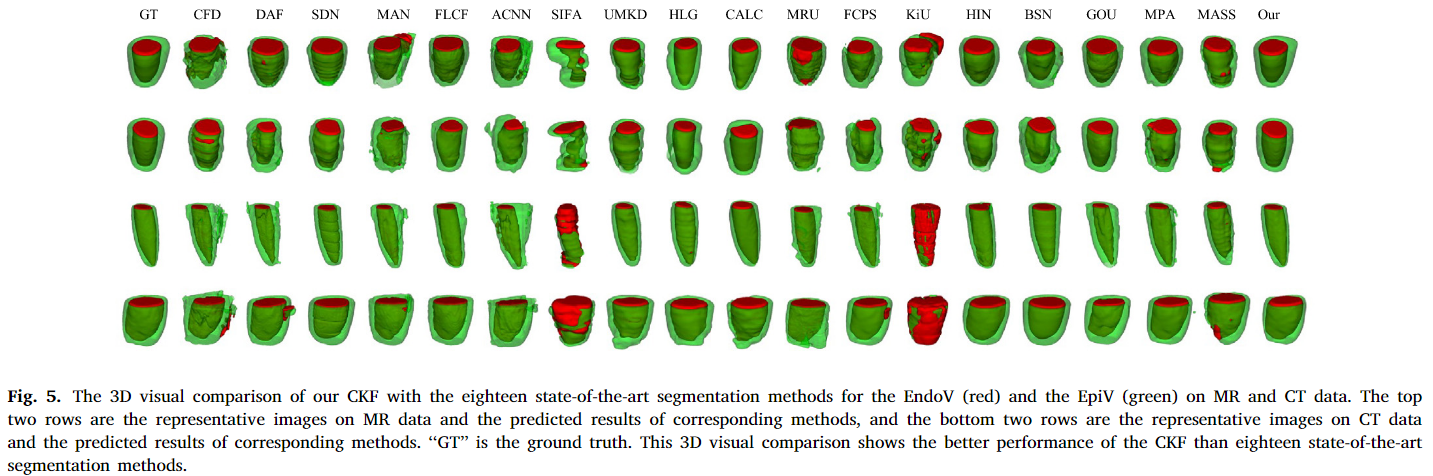 GT CFD DAF SDN MAN FLCF ACNN SIFA UMKD HLG CALC MRU FCPS KiU HIN BSN GOU MPA MASS Our
Fig. 5. The 3D visual comparison of our CKF with the eighteen state-of-the-art segmentation methods for the EndoV (red) and the EpiV (green) on MR and CT data. The top
two rows are the representative images on MR data and the predicted results of corresponding methods, and the bottom two rows are the representative images on CT data
and the predicted results of corresponding methods. “GT” is the ground truth. This 3D visual comparison shows the better performance of the CKF than eighteen state-of-the-art
segmentation methods.